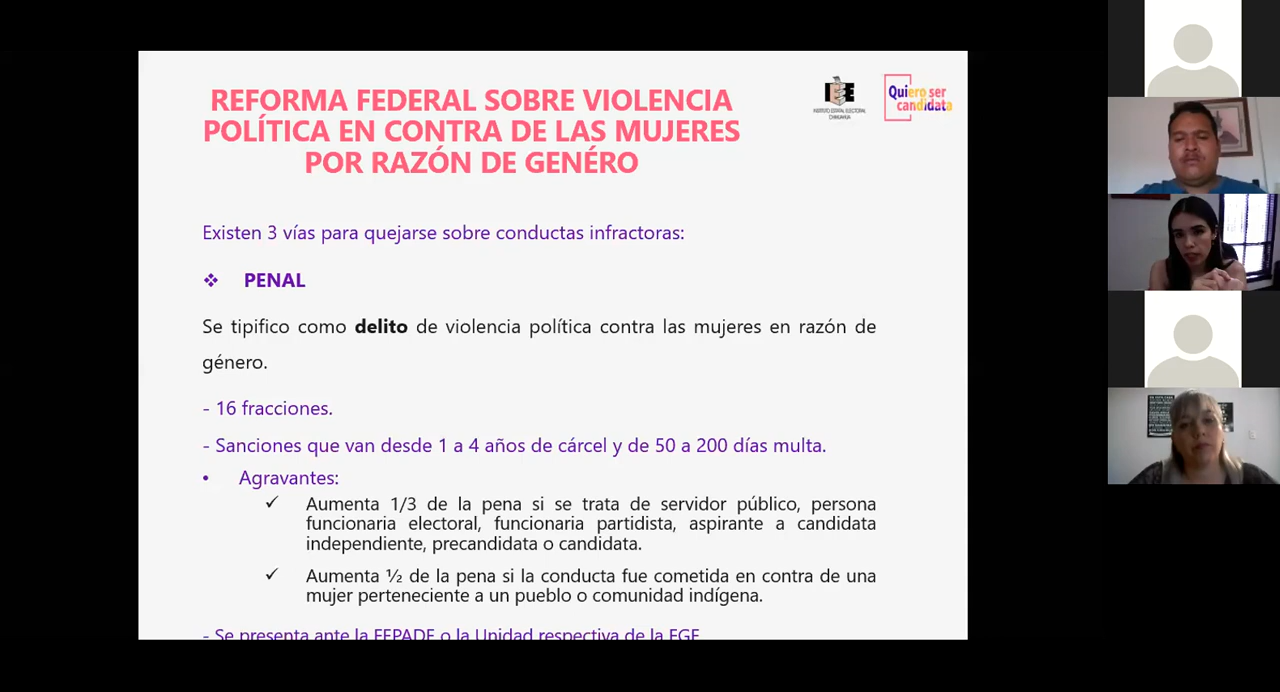 REFORMA FEDERAL SOBRE VIOLENCIA
POLÍTICA EN CONTRA DE LAS MUJERES
POR RAZÓN DE GENÉRO
IEE
INSTITUTO ESTATAL ELECTORAL
CHIHUAHUA
Quiero ser
candidata
Existen 3 vías para quejarse sobre conductas infractoras:
❖ PENAL
Se tipifico como delito de violencia política contra las mujeres en razón de
género.
- 16 fracciones.
- Sanciones que van desde 1 a 4 años de cárcel y de 50 a 200 días multa.
• Agravantes:
✓ Aumenta 1/3 de la pena si se trata de servidor público, persona
funcionaria electoral, funcionaria partidista, aspirante a candidata
independiente, precandidata o candidata.
✓ Aumenta ½ de la pena si la conducta fue cometida en contra de una
mujer perteneciente a un pueblo o comunidad indígena.
- Se presenta ante la FEPADE o la Unidad respectiva de la FGE